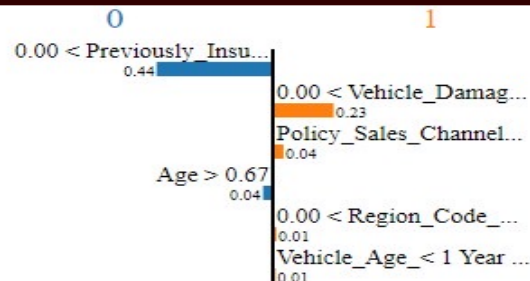 0 1
0.00 < Previously_Insu...
0.44
0.00 < Vehicle_Damag...
0.23
Policy_Sales_Channel...
0.04
Age > 0.67
0.04
0.00 < Region_Code_...
0.01
Vehicle_Age_< 1 Year ...
0.01